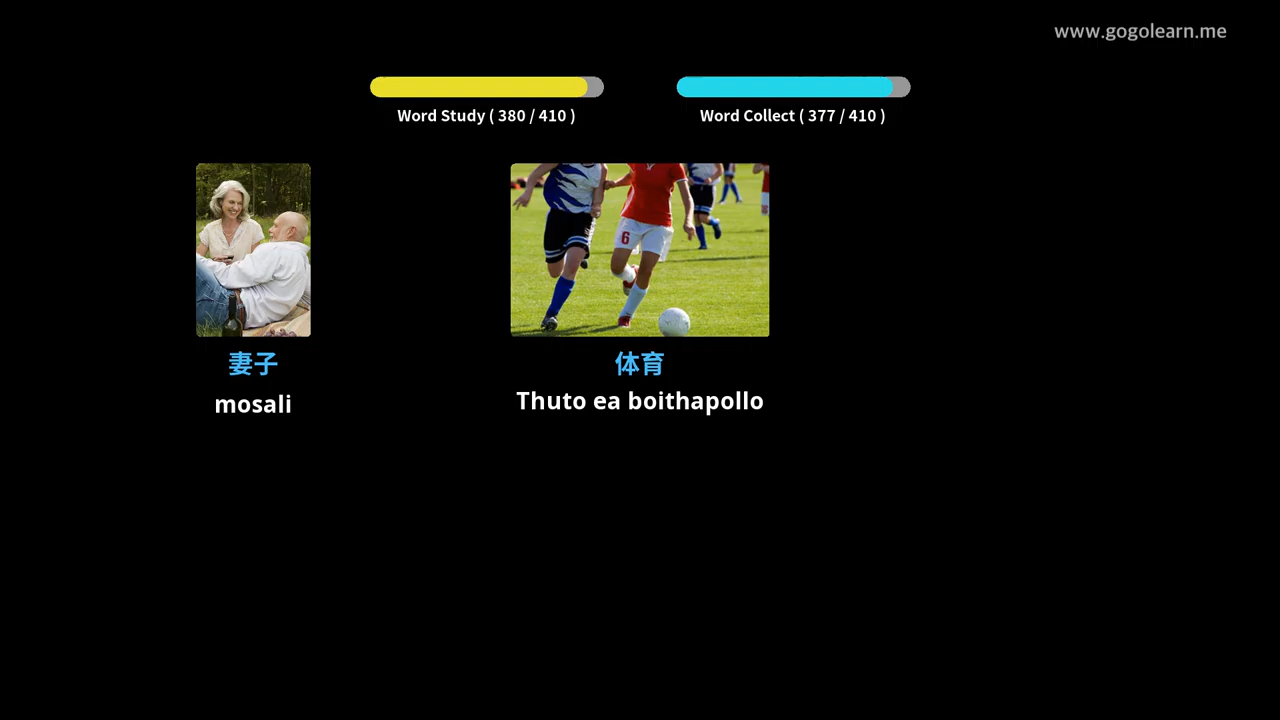 www.gogolearn.me
Word Study ( 380 / 410 )
Word Collect ( 377 / 410 )
6
妻子
mosali
体育
Thuto ea boithapollo